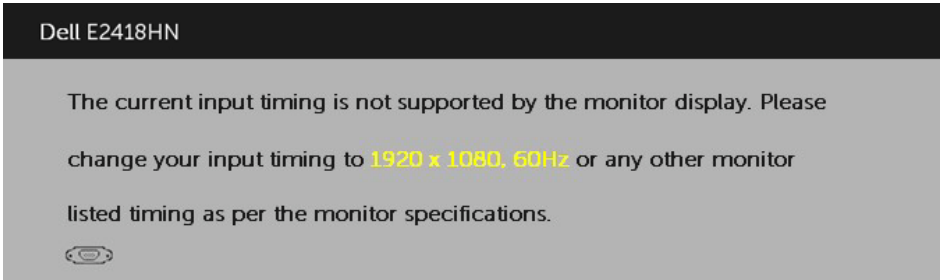 Dell E2418HN
The current input timing is not supported by the monitor display. Please
change your input timing to 1920 x 1080, 60Hz or any other monitor
listed timing as per the monitor specifications.